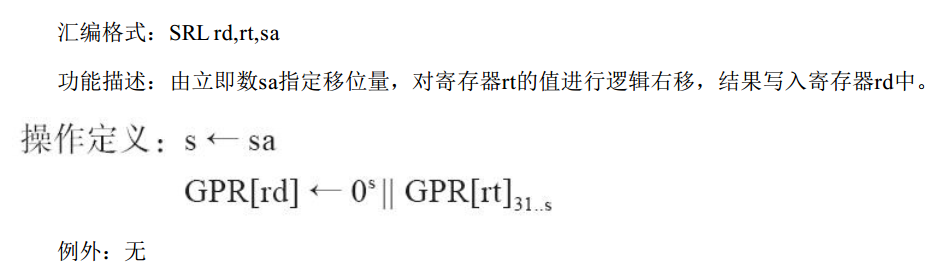 汇编格式：SRL rd,rt,sa
功能描述：由立即数sa指定移位量，对寄存器rt的值进行逻辑右移，结果写入寄存器rd中。
操作定义：s ← sa
GPR[rd] ← 0ˢ || GPR[rt]31..s
例外：无